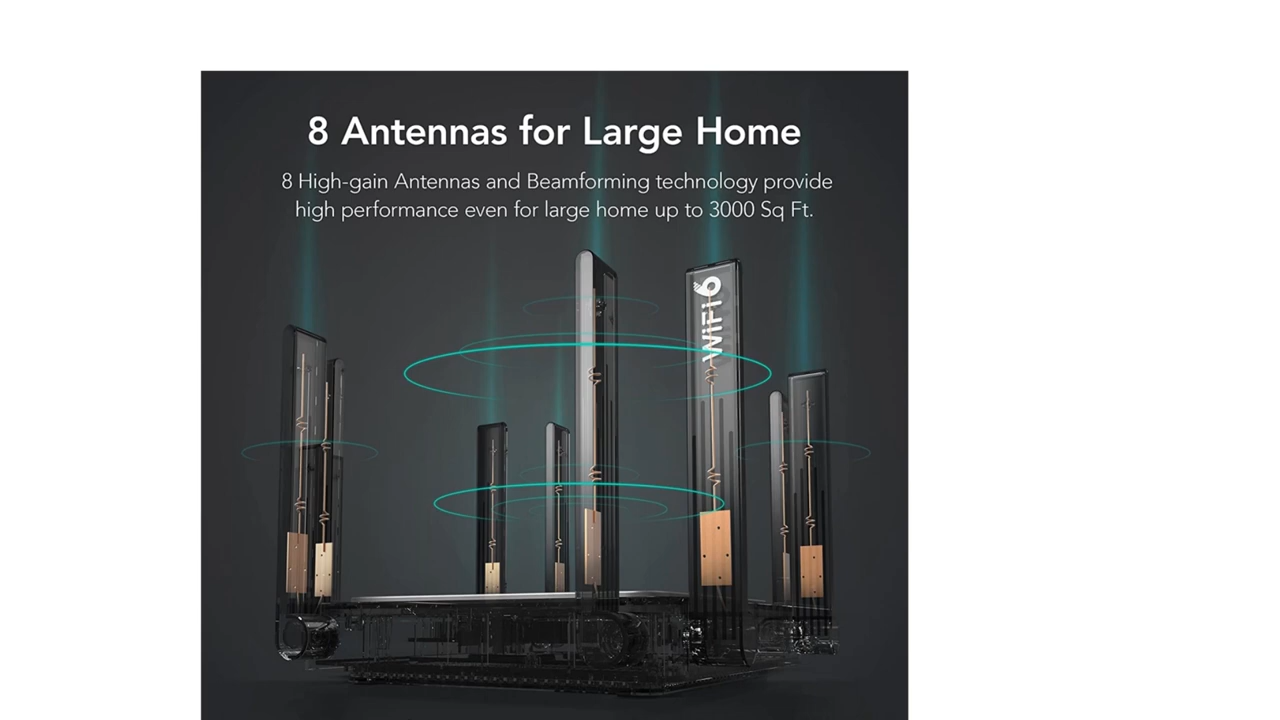 8 Antennas for Large Home
8 High-gain Antennas and Beamforming technology provide
high performance even for large home up to 3000 Sq Ft.
WiFi 6